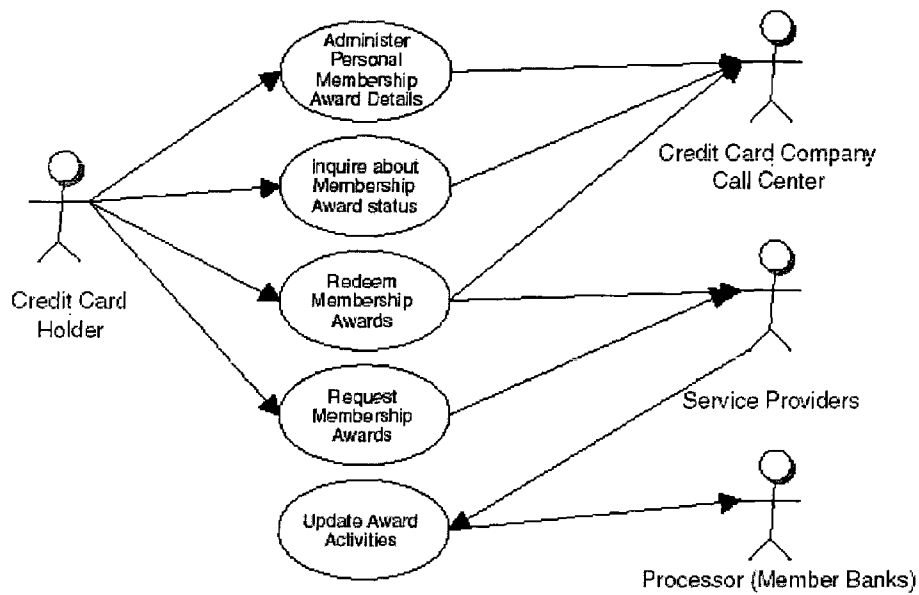 Administer
Personal
Membership
Award Details
Credit Card Company
Call Center
Inquire about
Membership
Award status
Credit Card
Holder
Redeem
Membership
Awards
Request
Membership
Awards
Service Providers
Update Award
Activities
Processor (Member Banks)